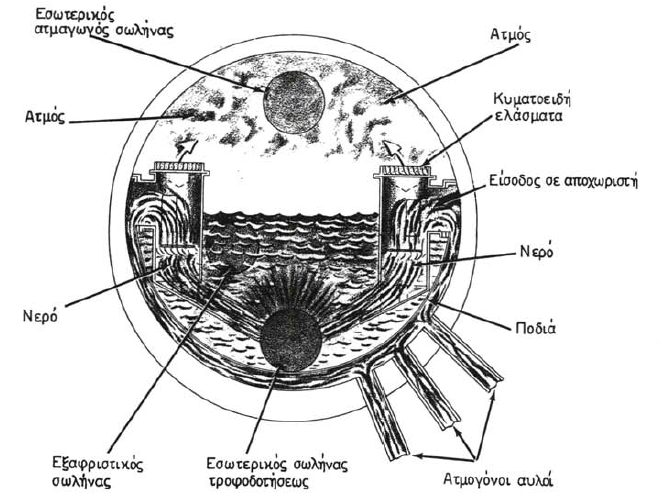 Εσωτερικός
ατμαγωγός σωλήνας
Ατμός
Ατμός
Κυματοειδή
ελάσματα
Είσοδος σε αποχωριστή
Νερό
Νερό
Ποδιά
Εξαφριστικός
σωλήνας
Εσωτερικός σωλήνας
τροφοδοτήσεως
Ατμογόνοι αυλοί